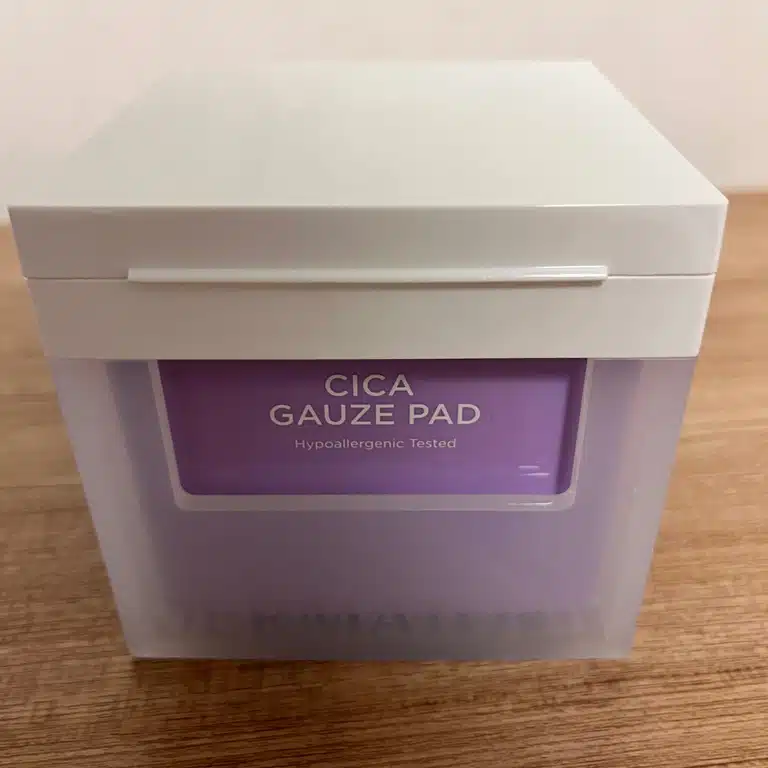 CICA
GAUZE PAD
Hypoallergenic Tested